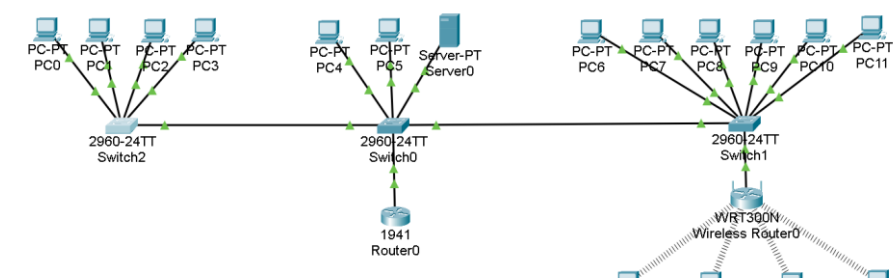 PC-PT
PC0
PC-PT
PC1
PC-PT
PC2
PC-PT
PC3
PC-PT
PC4
PC-PT
PC5
Server-PT
Server0
PC-PT
PC6
PC-PT
PC7
PC-PT
PC8
PC-PT
PC9
PC-PT
PC10
PC-PT
PC11
2960-24TT
Switch2
2960-24TT
Switch0
2960-24TT
Switch1
1941
Router0
WRT300N
Wireless Router0